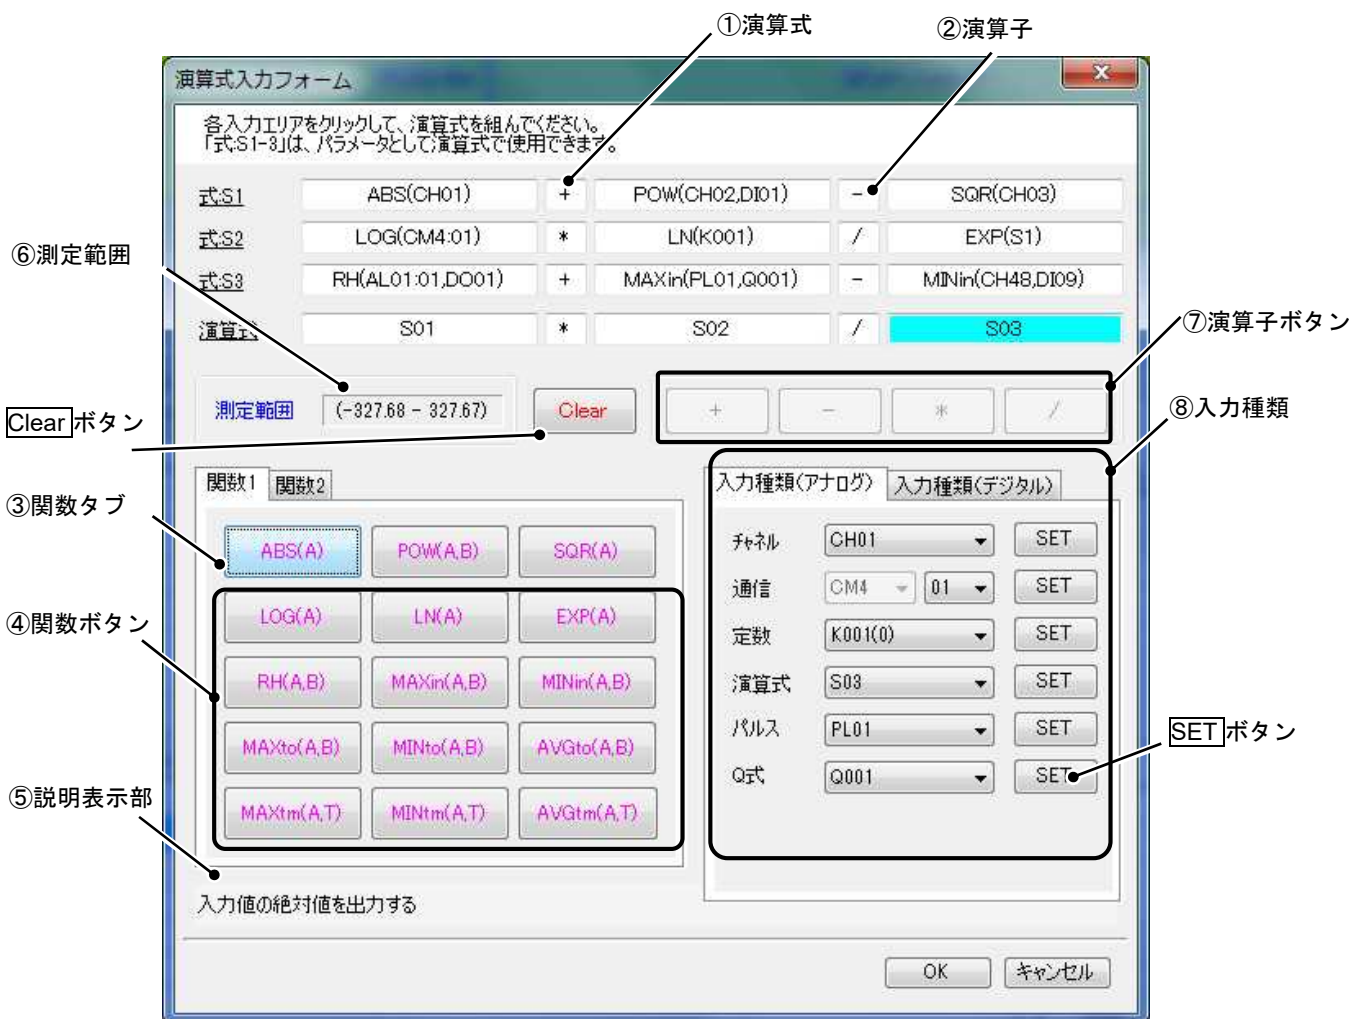 ①演算式
②演算子
演算式入力フォーム
各入力エリアをクリックして、演算式を組んでください。
「式:S1-3」は、パラメータとして演算式で使用できます。
式:S1 ABS(CH01) + POW(CH02,DI01) - SQR(CH03)
式:S2 LOG(CM4:01) * LN(K001) / EXP(S1)
⑥測定範囲
式:S3 RH(AL01:01,DO01) + MAXin(PL01,Q001) - MINin(CH48,DI09)
演算式 S01 * S02 / S03
⑦演算子ボタン
測定範囲 (-327.68 - 327.67) Clear + - * /
Clear ボタン
⑧入力種類
関数1 関数2
入力種類(アナログ) 入力種類(デジタル)
③関数タブ
ABS(A) POW(A,B) SQR(A)
チャネル CH01 SET
通信 CM4 01 SET
④関数ボタン
LOG(A) LN(A) EXP(A)
定数 K001(0) SET
RH(A,B) MAXin(A,B) MINin(A,B)
演算式 S03 SET
MAXto(A,B) MINto(A,B) AVGto(A,B)
パルス PL01 SET
SET ボタン
Q式 Q001 SET
⑤説明表示部
MAXtm(A,T) MINtm(A,T) AVGtm(A,T)
入力値の絶対値を出力する
OK キャンセル